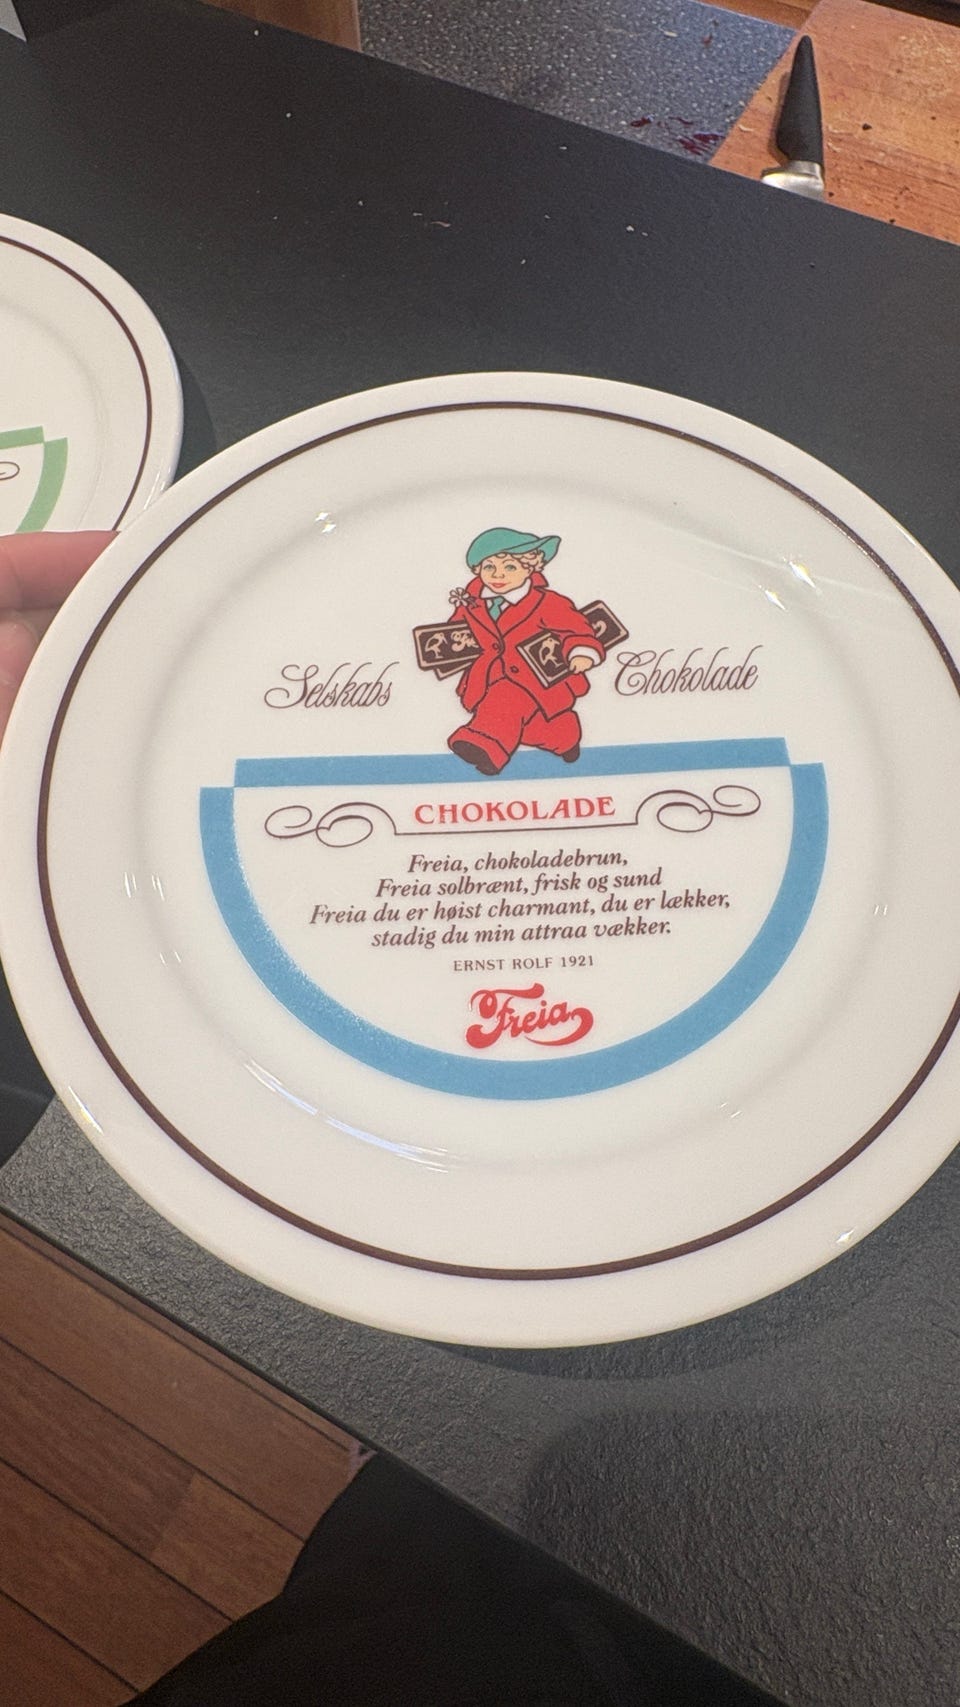 Selskabs Chokolade
CHOKOLADE
Freia, chokoladebrun,
Freia solbrænt, frisk og sund
Freia du er høist charmant, du er lækker,
stadig du min attraa vækker.
ERNST ROLF 1921
Freia